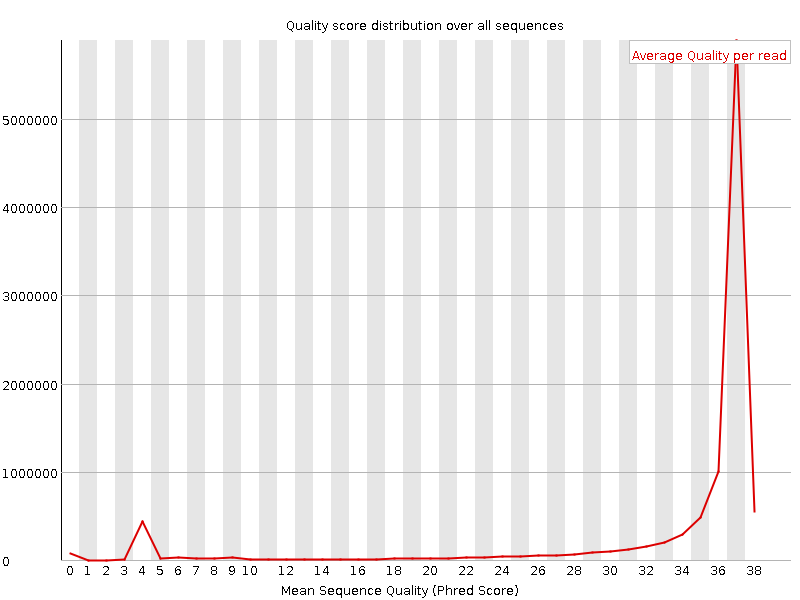 Quality score distribution over all sequences
Average Quality per read
5000000
4000000
3000000
2000000
1000000
0
0 1 2 3 4 5 6 7 8 9 10 12 14 16 18 20 22 24 26 28 30 32 34 36 38
Mean Sequence Quality (Phred Score)